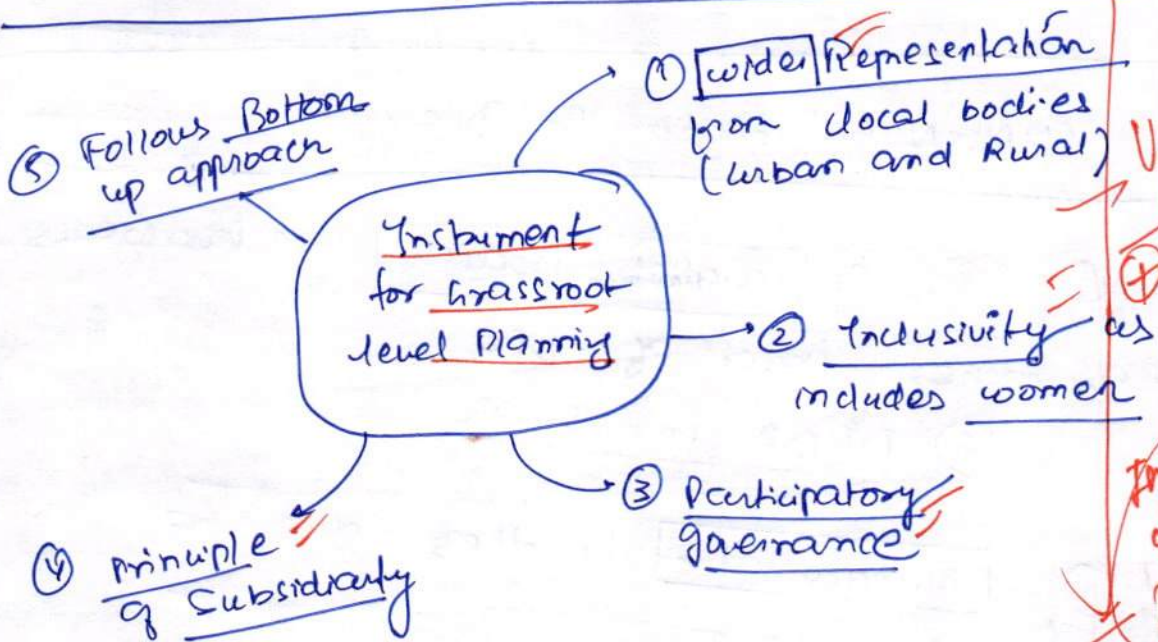 ① wider Representation
from local bodies
(urban and Rural)
② Inclusivity as
includes women
③ Participatory
governance
④ principle
of Subsidiarity
⑤ Follows Bottom
up approach
Instrument
for Grassroot
level Planning
U